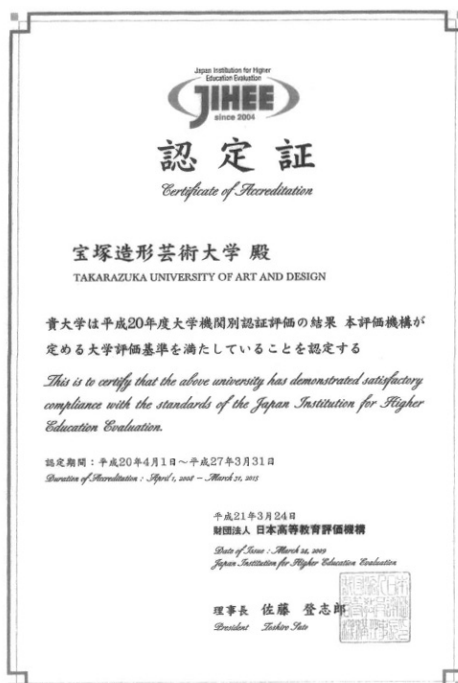 Japan Institution for Higher
Education Evaluation
JIHEE
since 2004
認定証
Certificate of Accreditation
宝塚造形芸術大学 殿
TAKARAZUKA UNIVERSITY OF ART AND DESIGN
貴大学は平成20年度大学機関別認証評価の結果 本評価機構が
定める大学評価基準を満たしていることを認定する
This is to certify that the above university has demonstrated satisfactory
compliance with the standards of the Japan Institution for Higher
Education Evaluation.
認定期間：平成20年4月1日～平成27年3月31日
Duration of Accreditation : April 1, 2008 – March 31, 2015
平成21年3月24日
財団法人 日本高等教育評価機構
Date of Issue : March 24, 2009
Japan Institution for Higher Education Evaluation
理事長 佐藤 登志郎
President Toshiro Sato